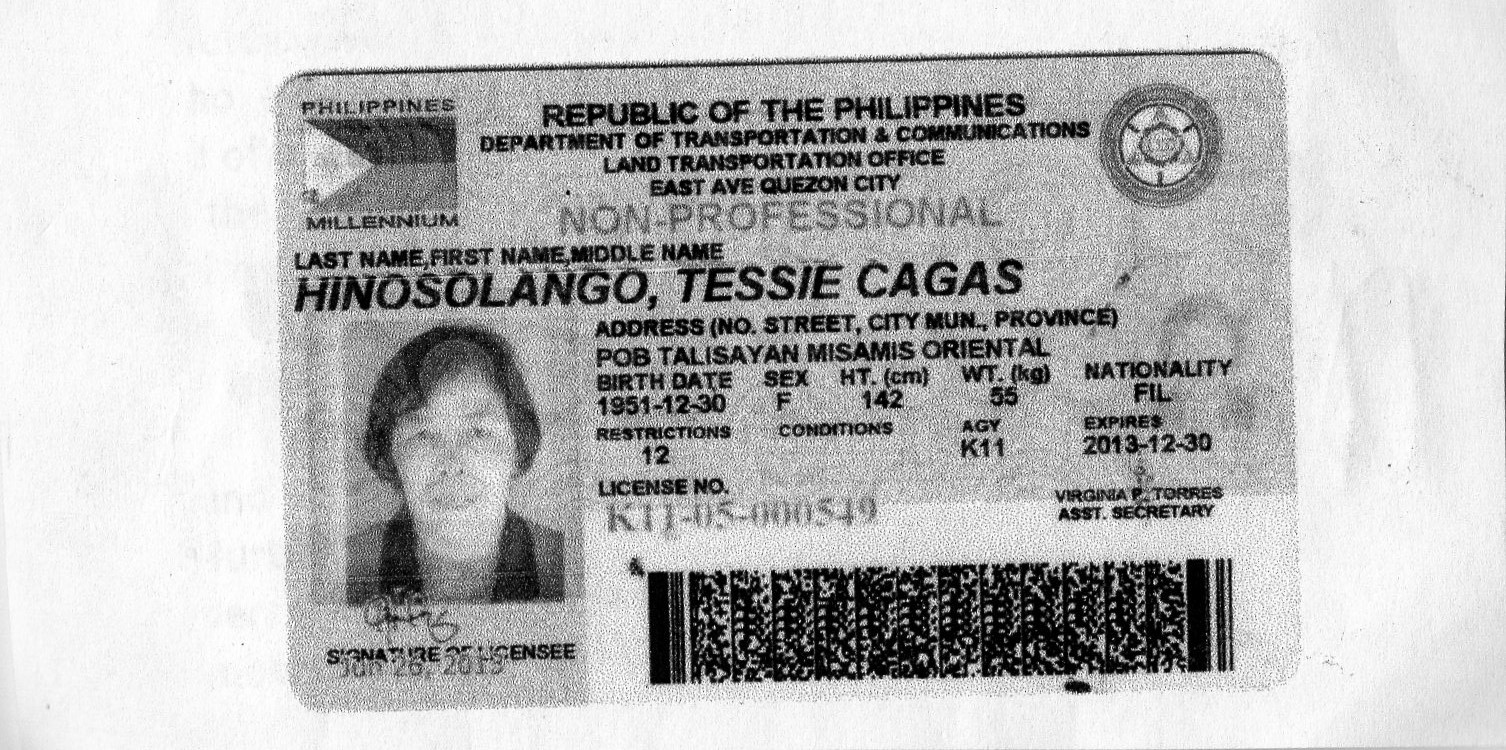 PHILIPPINES
MILLENNIUM
REPUBLIC OF THE PHILIPPINES
DEPARTMENT OF TRANSPORTATION & COMMUNICATIONS
LAND TRANSPORTATION OFFICE
EAST AVE QUEZON CITY
NON-PROFESSIONAL
LAST NAME,FIRST NAME,MIDDLE NAME
HINOSOLANGO, TESSIE CAGAS
ADDRESS (NO. STREET, CITY MUN., PROVINCE)
POB TALISAYAN MISAMIS ORIENTAL
BIRTH DATE SEX HT. (cm) WT. (kg) NATIONALITY
1951-12-30 F 142 55 FIL
RESTRICTIONS CONDITIONS AGY EXPIRES
12 K11 2013-12-30
LICENSE NO.
K11-05-000549
VIRGINIA P. TORRES
ASST. SECRETARY
SIGNATURE OF LICENSEE